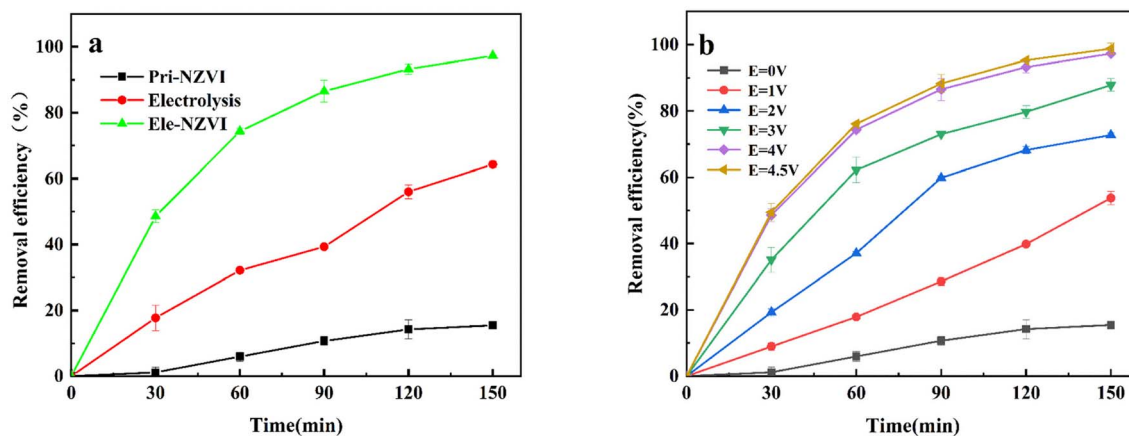 a
Pri-NZVI
Electrolysis
Ele-NZVI
Removal efficiency （%）
100
80
60
40
20
0
0 30 60 90 120 150
Time(min)
b
E=0V
E=1V
E=2V
E=3V
E=4V
E=4.5V
Removal efficiency(%)
100
80
60
40
20
0
0 30 60 90 120 150
Time(min)